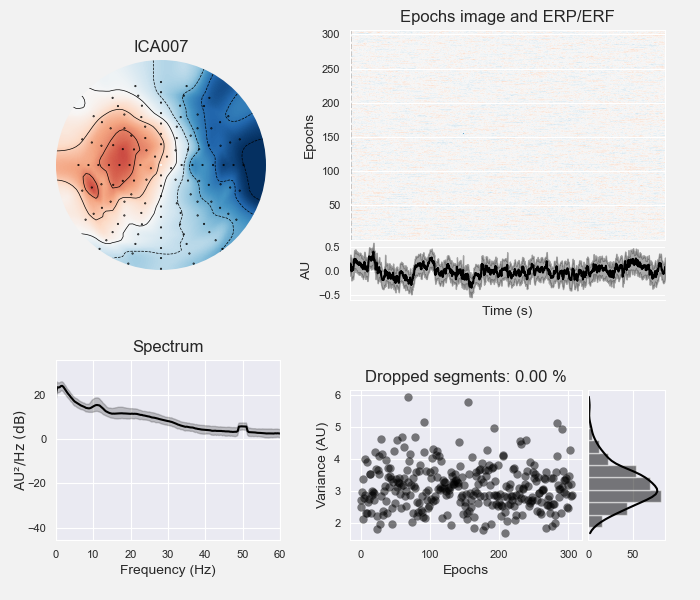 ICA007
Epochs image and ERP/ERF
Epochs
300
250
200
150
100
50
AU
0.5
0.0
−0.5
Time (s)
Spectrum
AU²/Hz (dB)
20
0
−20
−40
0 10 20 30 40 50 60
Frequency (Hz)
Dropped segments: 0.00 %
Variance (AU)
6
5
4
3
2
0 100 200 300
Epochs
0 50